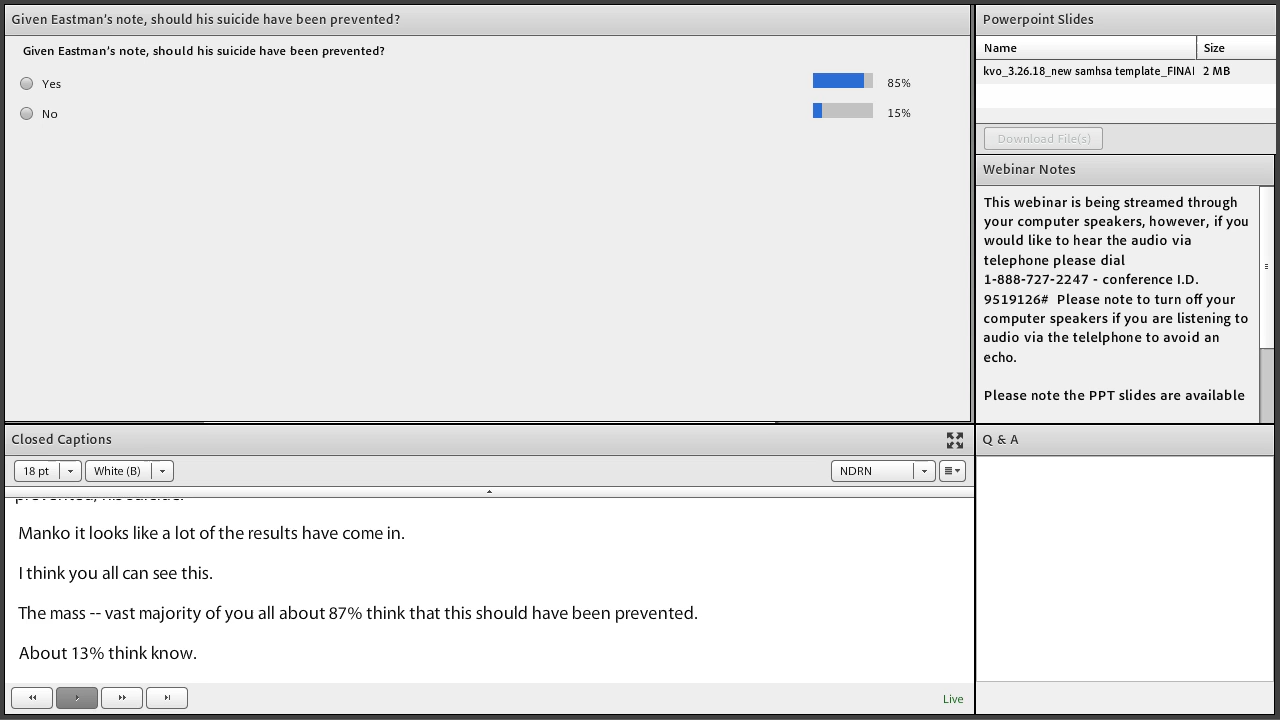 Given Eastman's note, should his suicide have been prevented?
Given Eastman's note, should his suicide have been prevented?
Yes
85%
No
15%
Powerpoint Slides
Name
Size
kvo_3.26.18_new samhsa template_FINAl
2 MB
Download File(s)
Webinar Notes
This webinar is being streamed through
your computer speakers, however, if you
would like to hear the audio via
telephone please dial
1-888-727-2247 - conference I.D.
9519126#  Please note to turn off your
computer speakers if you are listening to
audio via the telelphone to avoid an
echo.
Please note the PPT slides are available
Closed Captions
18 pt
White (B)
NDRN
prevented, his suicide.
Manko it looks like a lot of the results have come in.
I think you all can see this.
The mass -- vast majority of you all about 87% think that this should have been prevented.
About 13% think know.
Live
Q & A